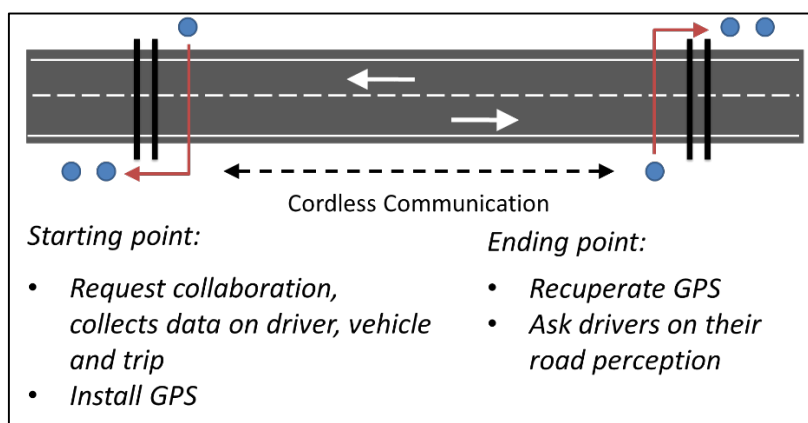 Cordless Communication
Starting point:
• Request collaboration,
collects data on driver, vehicle
and trip
• Install GPS
Ending point:
• Recuperate GPS
• Ask drivers on their
road perception